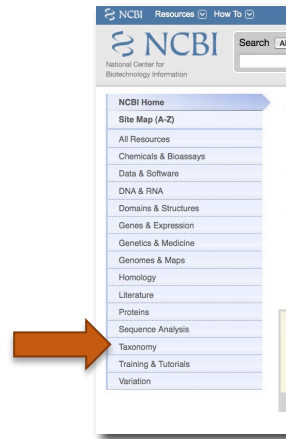 NCBI Resources How To
NCBI
National Center for
Biotechnology Information
Search
NCBI Home
Site Map (A-Z)
All Resources
Chemicals & Bioassays
Data & Software
DNA & RNA
Domains & Structures
Genes & Expression
Genetics & Medicine
Genomes & Maps
Homology
Literature
Proteins
Sequence Analysis
Taxonomy
Training & Tutorials
Variation